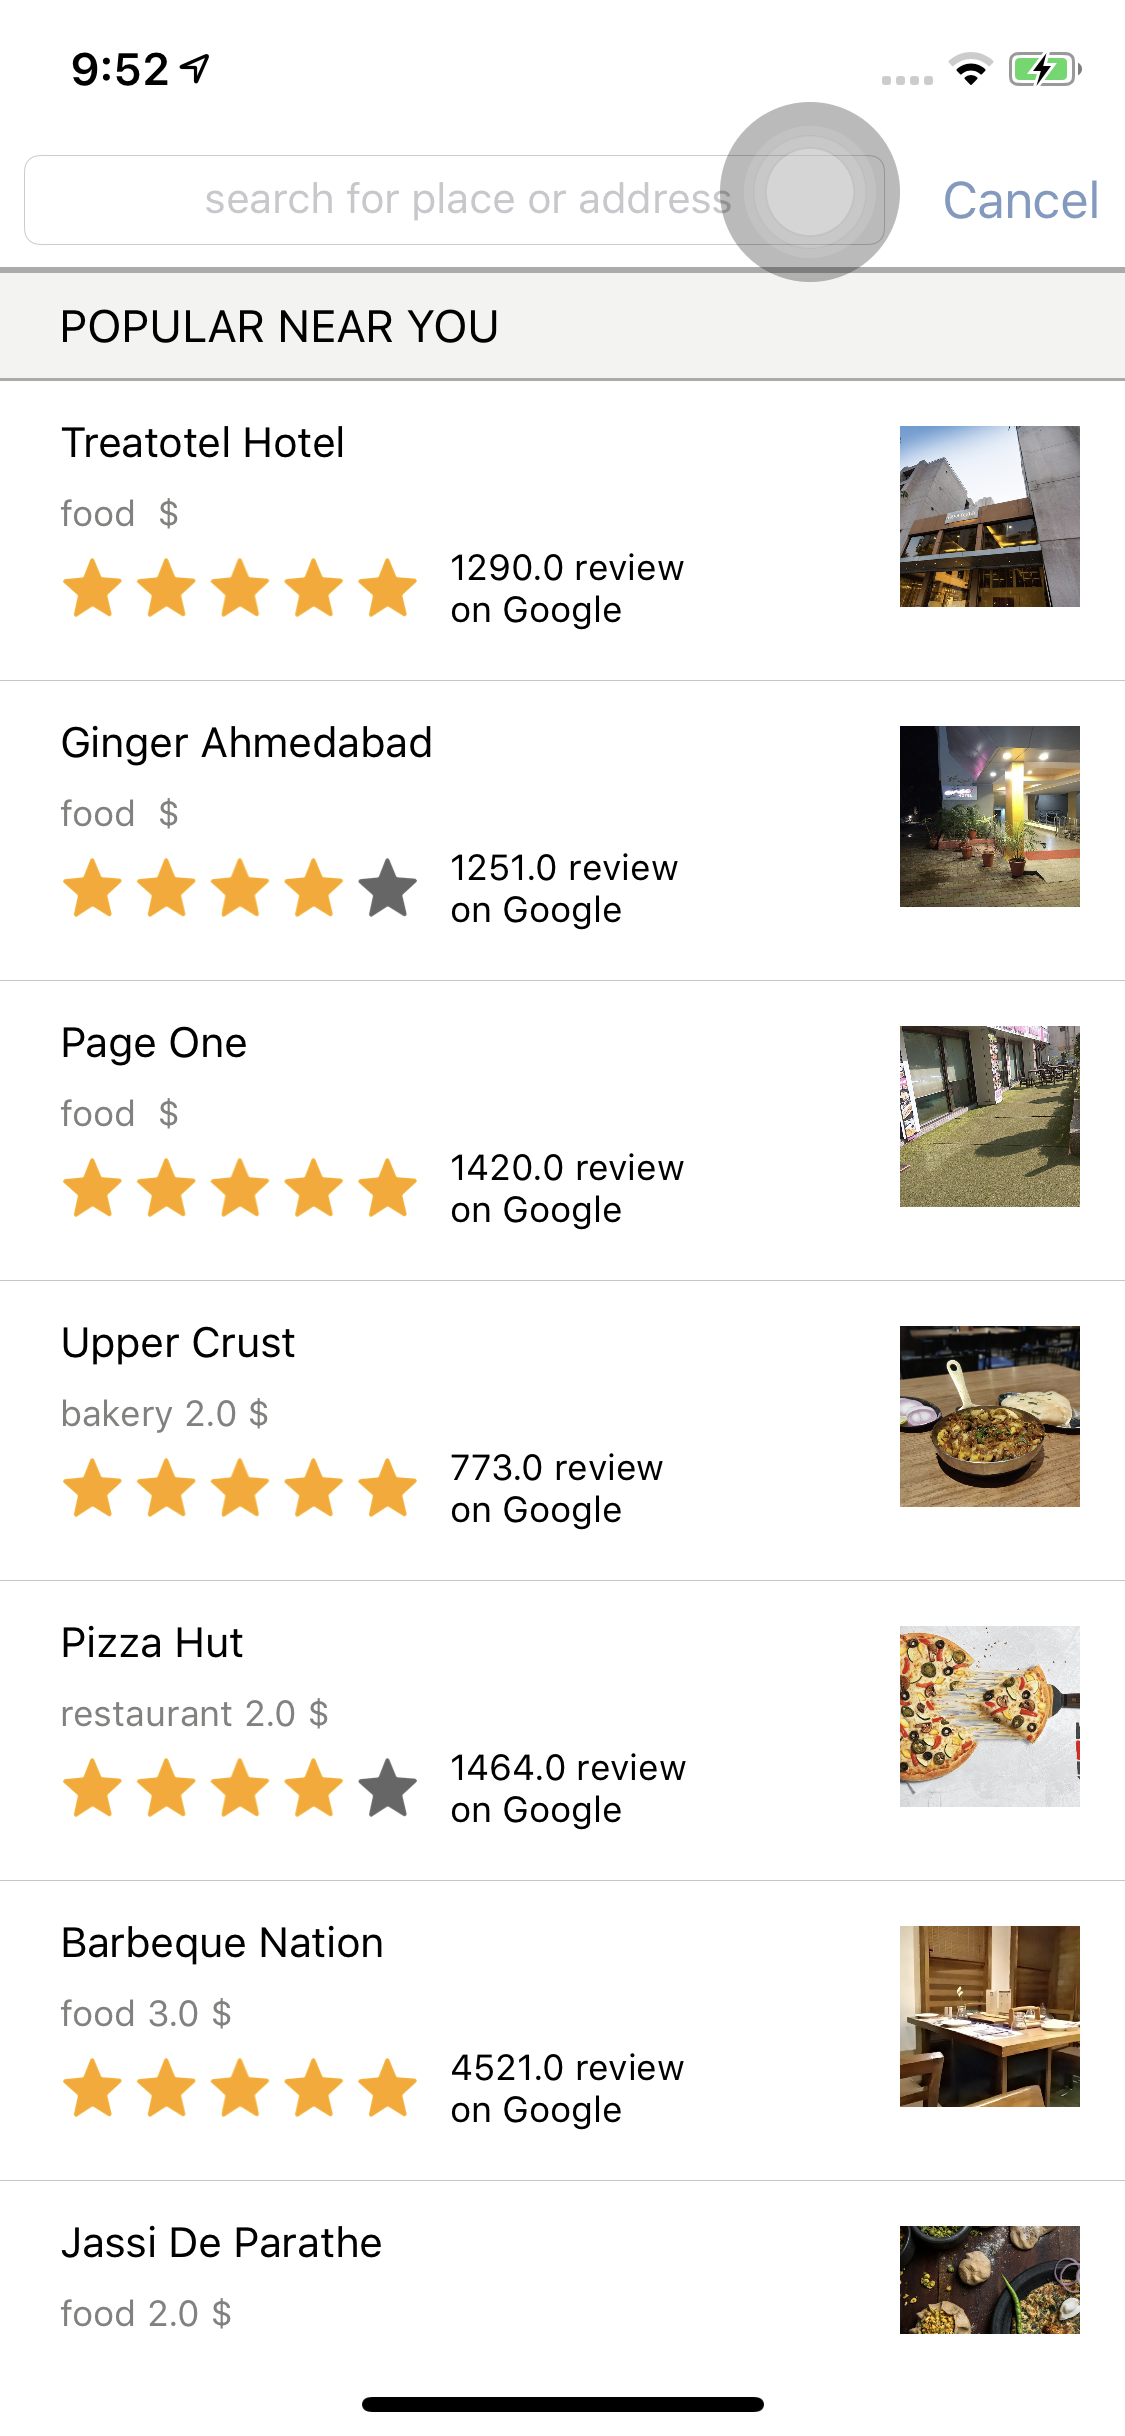 9:52
search for place or address
Cancel
POPULAR NEAR YOU
Treatotel Hotel
food $
1290.0 review
on Google
Ginger Ahmedabad
food $
1251.0 review
on Google
Page One
food $
1420.0 review
on Google
Upper Crust
bakery 2.0 $
773.0 review
on Google
Pizza Hut
restaurant 2.0 $
1464.0 review
on Google
Barbeque Nation
food 3.0 $
4521.0 review
on Google
Jassi De Parathe
food 2.0 $